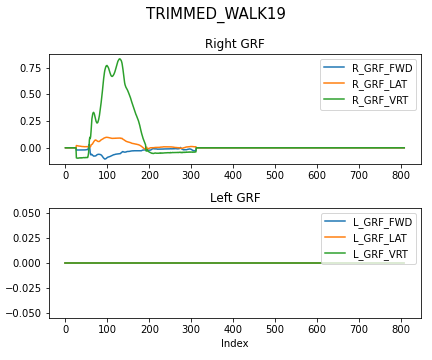 TRIMMED_WALK19
Right GRF
R_GRF_FWD
R_GRF_LAT
R_GRF_VRT
0.75
0.50
0.25
0.00
0 100 200 300 400 500 600 700 800
Left GRF
L_GRF_FWD
L_GRF_LAT
L_GRF_VRT
0.050
0.025
0.000
−0.025
−0.050
0 100 200 300 400 500 600 700 800
Index